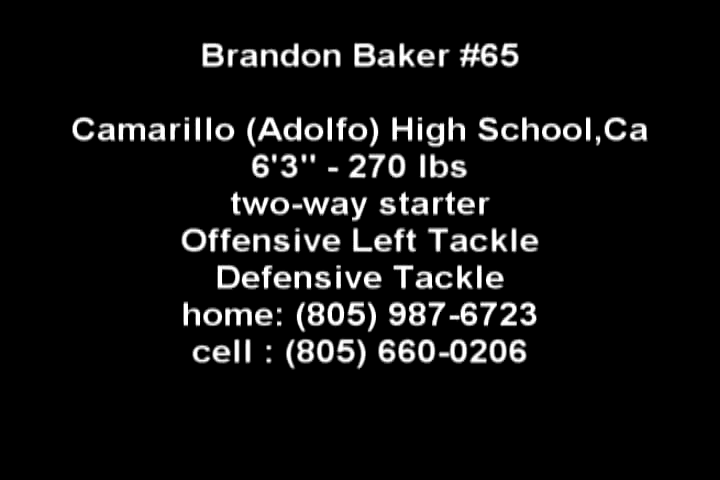 Brandon Baker #65
Camarillo (Adolfo) High School,Ca
6'3" - 270 lbs
two-way starter
Offensive Left Tackle
Defensive Tackle
home: (805) 987-6723
cell : (805) 660-0206